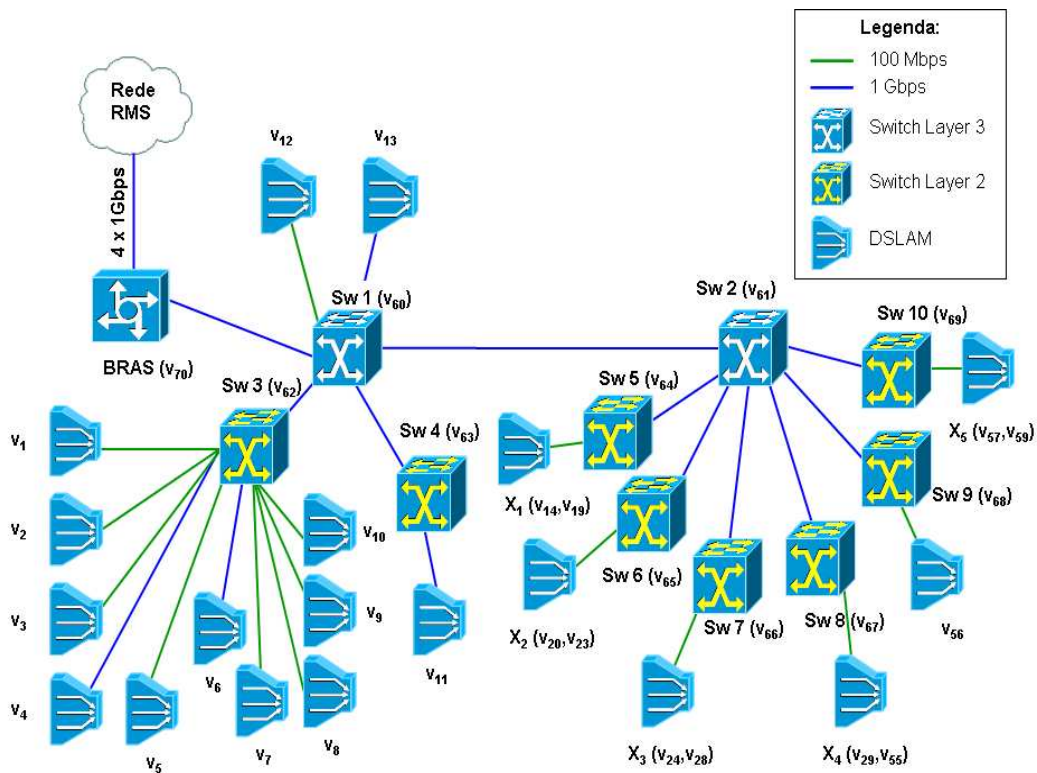 Legenda:
100 Mbps
1 Gbps
Switch Layer 3
Switch Layer 2
DSLAM
Rede
RMS
4 x 1Gbps
BRAS (v70)
v12
v13
Sw 1 (v60)
Sw 2 (v61)
Sw 3 (v62)
Sw 4 (v63)
Sw 5 (v64)
Sw 10 (v69)
X5 (v57,v59)
Sw 9 (v68)
v56
X1 (v14,v19)
Sw 6 (v65)
X2 (v20,v23)
Sw 7 (v66)
Sw 8 (v67)
X3 (v24,v28)
X4 (v29,v55)
v1
v2
v3
v4
v5
v6
v7
v8
v9
v10
v11